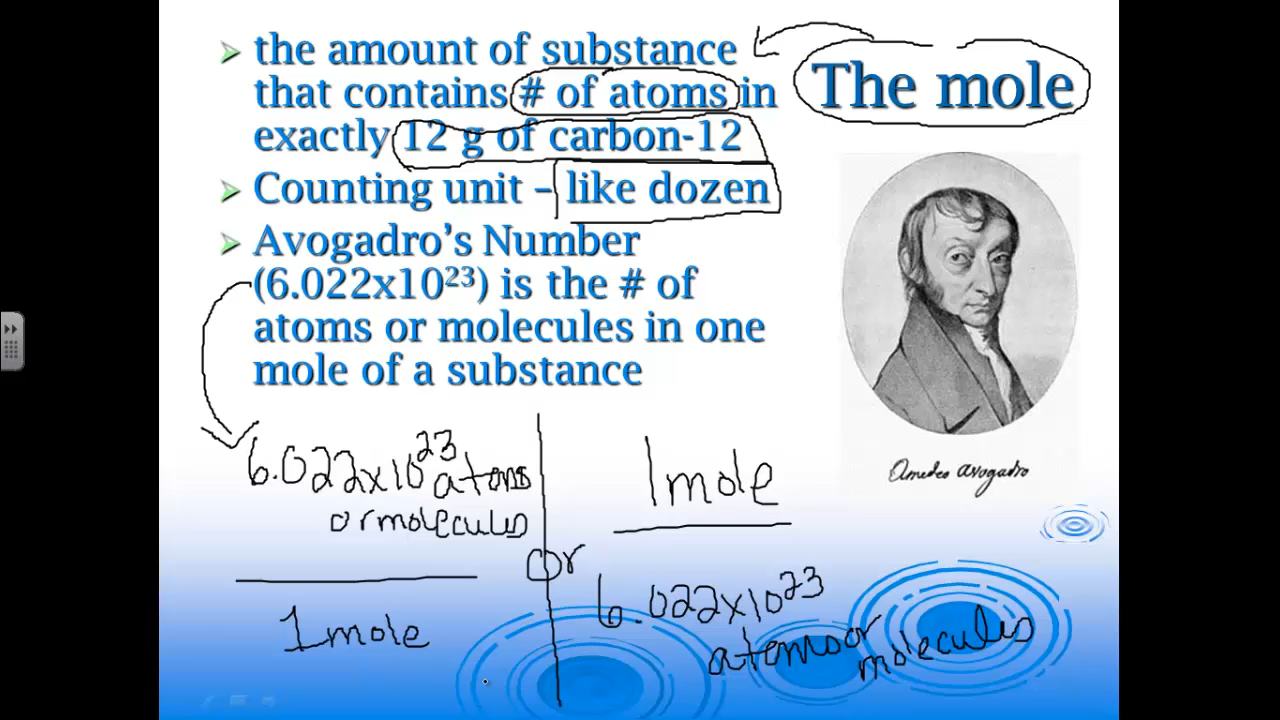 the amount of substance
that contains # of atoms in
exactly 12 g of carbon-12
Counting unit – like dozen
Avogadro's Number
(6.022x10²³) is the # of
atoms or molecules in one
mole of a substance
The mole
Amedeo Avogadro
6.022x10²³ atoms
or molecules
1 mole
or
1 mole
6.022x10²³
atoms or
molecules